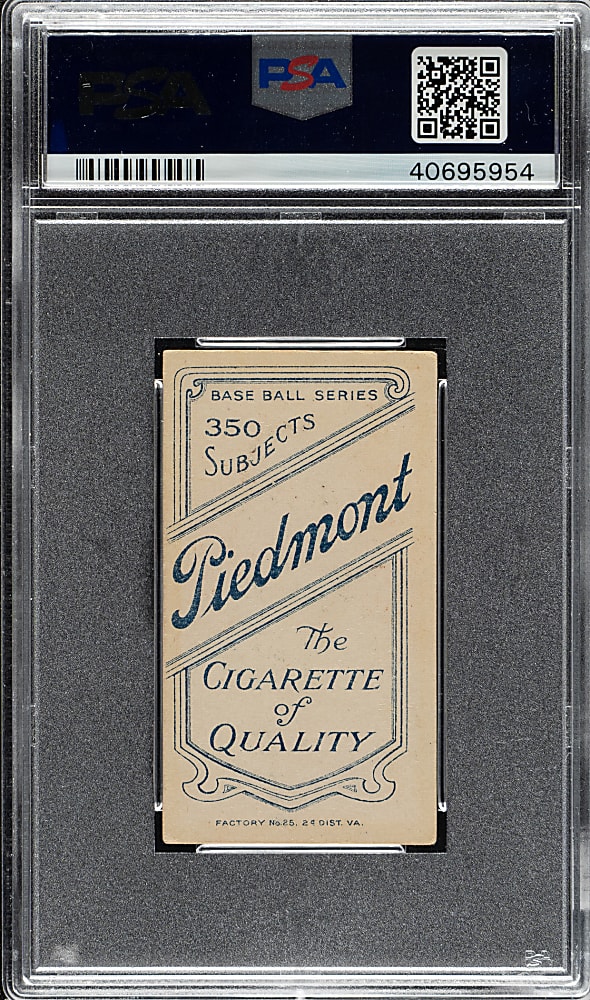 PSA
PSA
40695954
BASE BALL SERIES
350
SUBJECTS
Piedmont
The
CIGARETTE
of
QUALITY
FACTORY No.25, 2d DIST. VA.
PSA